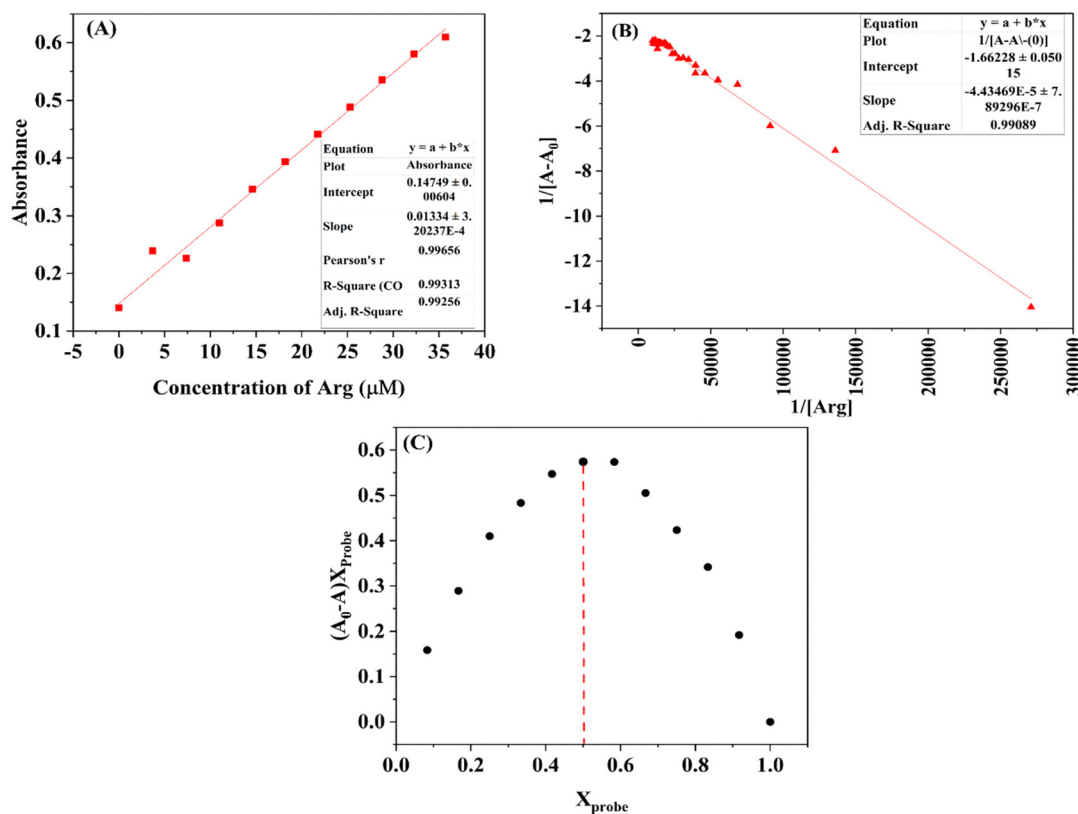 (A)
0.6
0.5
0.4
0.3
0.2
0.1
Absorbance
Equation y = a + b*x
Plot Absorbance
Intercept 0.14749 ± 0.
00604
Slope 0.01334 ± 3.
20237E-4
Pearson's r 0.99656
R-Square (CO 0.99313
Adj. R-Square 0.99256
-5 0 5 10 15 20 25 30 35 40
Concentration of Arg (μM)
(B)
-2
-4
-6
-8
-10
-12
-14
1/[A-A0]
Equation y = a + b*x
Plot 1/[A-A\-(0)]
Intercept -1.66228 ± 0.050
15
Slope -4.43469E-5 ± 7.
89296E-7
Adj. R-Square 0.99089
0 500000 1000000 1500000 2000000 2500000 3000000
1/[Arg]
(C)
0.6
0.5
0.4
0.3
0.2
0.1
0.0
(A0-A)XProbe
0.0 0.2 0.4 0.6 0.8 1.0
Xprobe